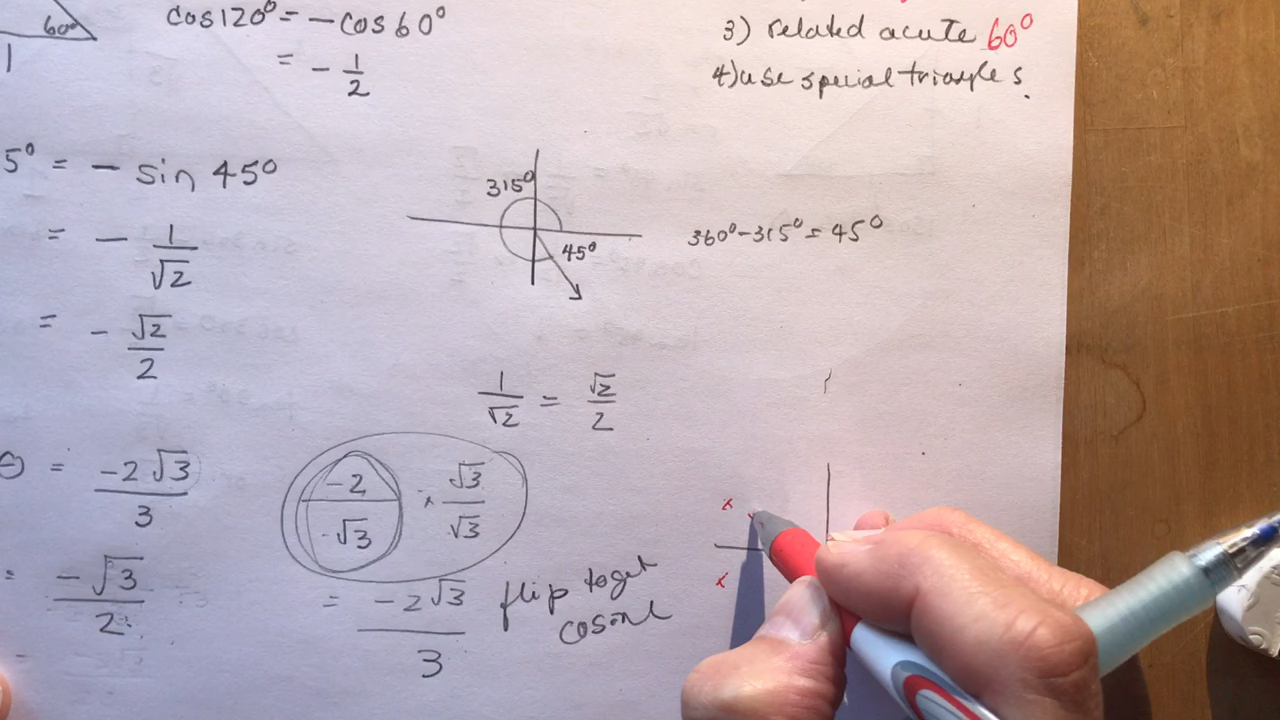 60°
1
cos120° = -cos60°
= - 1/2
3) related acute 60°
4) use special triangles.
5° = - sin 45°
= - 1/√2
= - √2/2
315°
45°
360°-315° = 45°
1/√2 = √2/2
θ = -2√3/3
= -√3/2
-2/√3 × √3/√3
= -2√3/3
flip to get
cosine
x
x